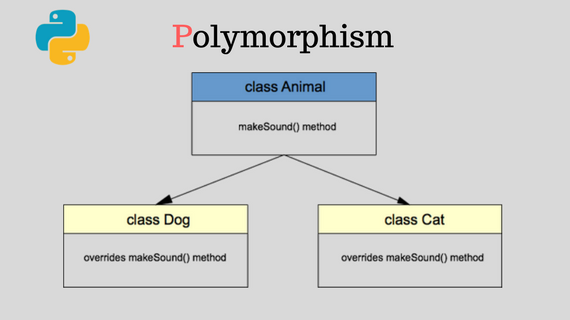 Polymorphism
class Animal
makeSound() method
class Dog
class Cat
overrides makeSound() method
overrides makeSound() method